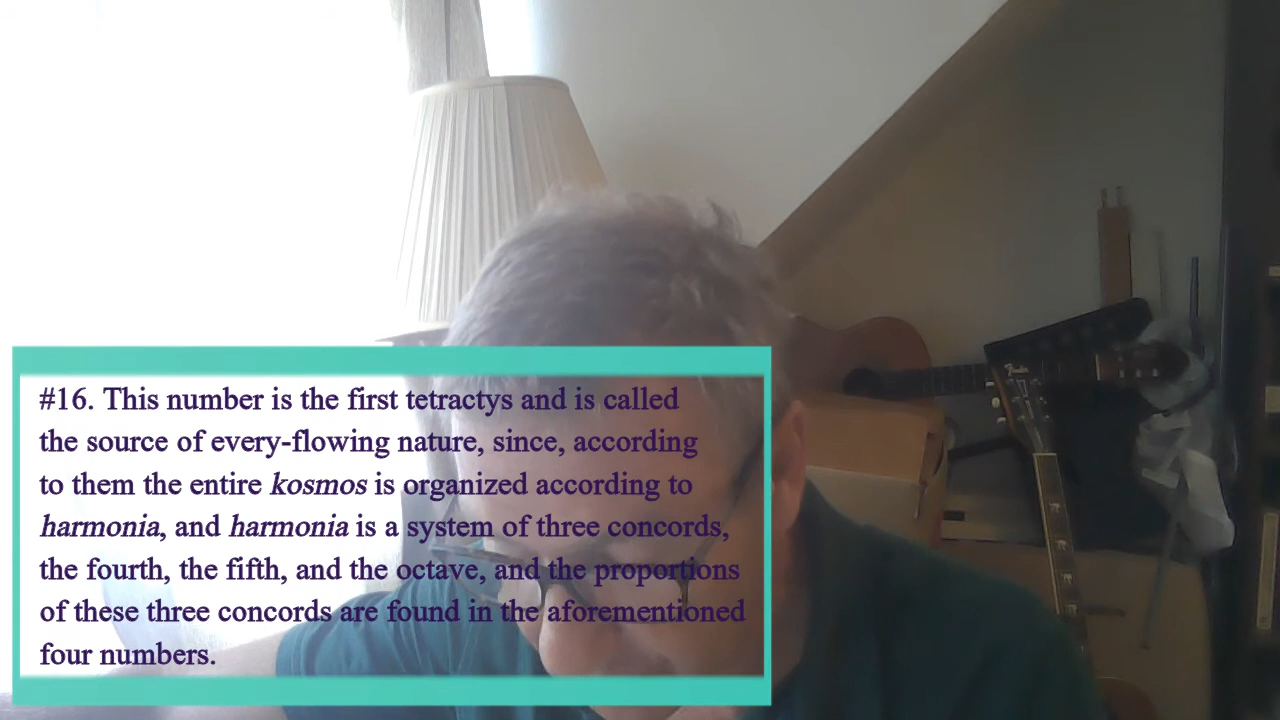 #16. This number is the first tetractys and is called
the source of every-flowing nature, since, according
to them the entire kosmos is organized according to
harmonia, and harmonia is a system of three concords,
the fourth, the fifth, and the octave, and the proportions
of these three concords are found in the aforementioned
four numbers.
Fender